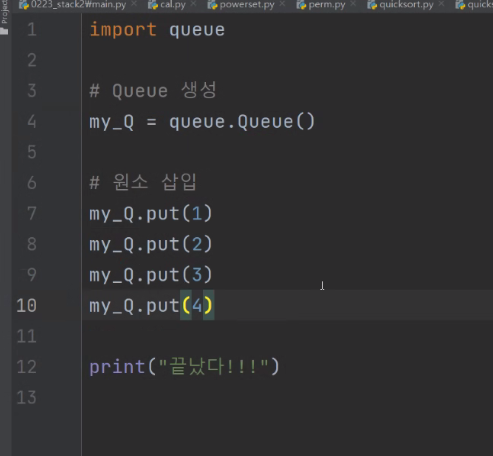 0223_stack2#main.py × cal.py × powerset.py × perm.py × quicksort.py × quicks
Proje
1 import queue
2
3 # Queue 생성
4 my_Q = queue.Queue()
5
6 # 원소 삽입
7 my_Q.put(1)
8 my_Q.put(2)
9 my_Q.put(3)
10 my_Q.put(4)
11
12 print("끝났다!!!")
13